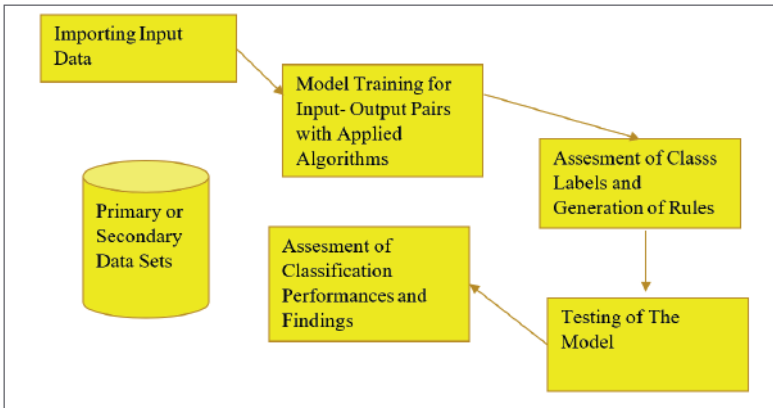 Importing Input
Data
Model Training for
Input- Output Pairs
with Applied
Algorithms
Assesment of Classs
Labels and
Generation of Rules
Primary or
Secondary
Data Sets
Assesment of
Classification
Performances and
Findings
Testing of The
Model